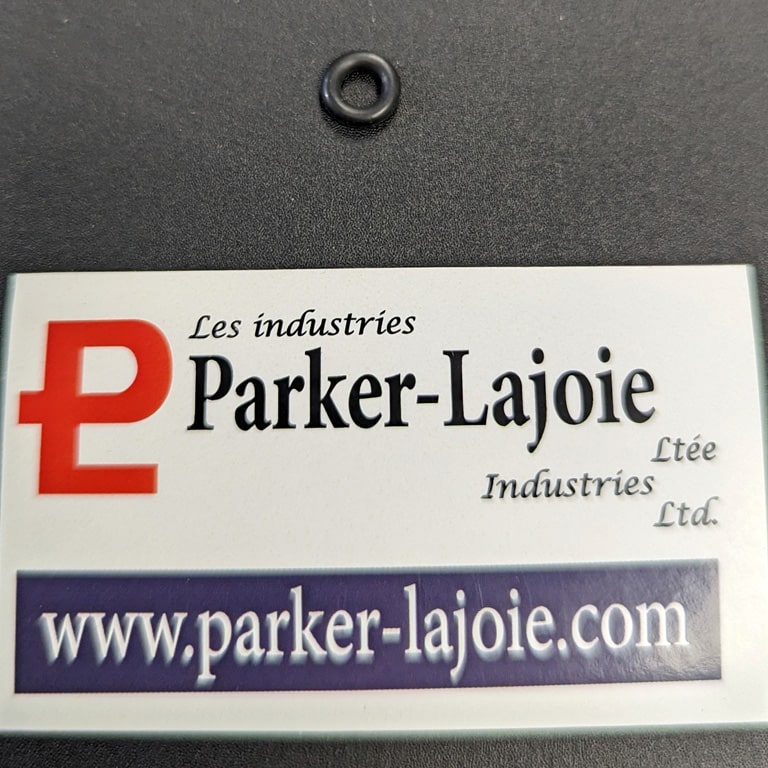 Les industries
Parker-Lajoie
Ltée
Industries
Ltd.
www.parker-lajoie.com